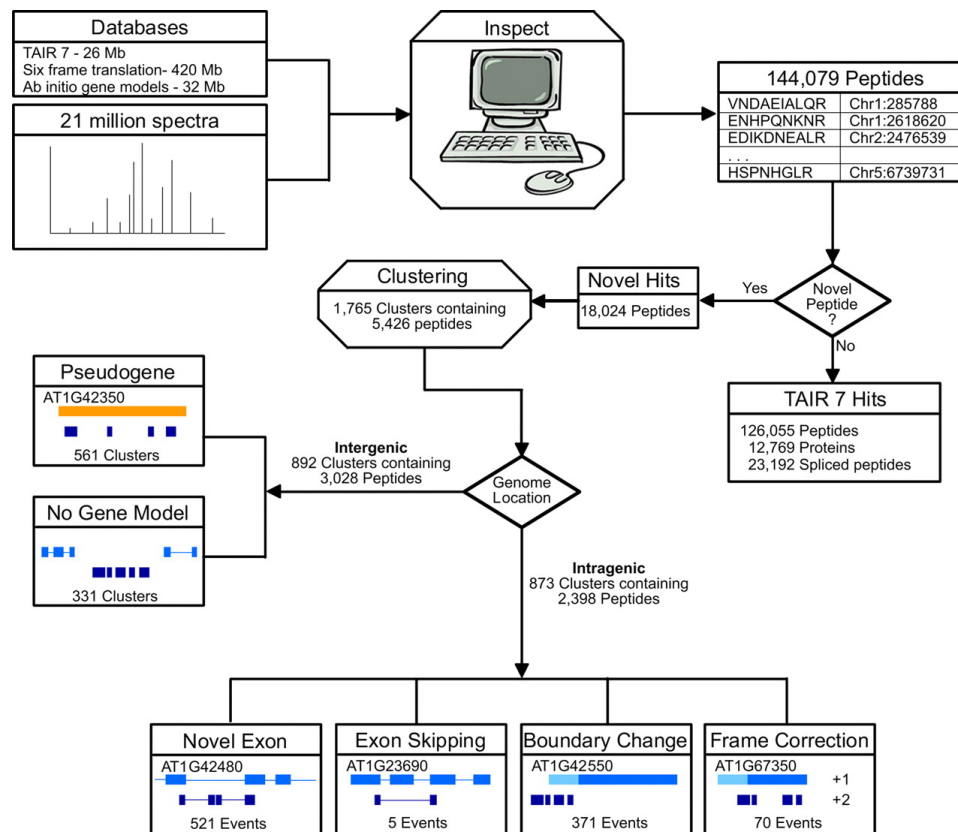 Databases
TAIR 7 - 26 Mb
Six frame translation- 420 Mb
Ab initio gene models - 32 Mb
21 million spectra
Inspect
144,079 Peptides
VNDAEIALQR Chr1:285788
ENHPQNKNR Chr1:2618620
EDIKDNEALR Chr2:2476539
. . .
HSPNHGLR Chr5:6739731
Novel
Peptide
?
Yes
No
Novel Hits
18,024 Peptides
Clustering
1,765 Clusters containing
5,426 peptides
TAIR 7 Hits
126,055 Peptides
12,769 Proteins
23,192 Spliced peptides
Pseudogene
AT1G42350
561 Clusters
Intergenic
892 Clusters containing
3,028 Peptides
Genome
Location
No Gene Model
331 Clusters
Intragenic
873 Clusters containing
2,398 Peptides
Novel Exon
AT1G42480
521 Events
Exon Skipping
AT1G23690
5 Events
Boundary Change
AT1G42550
371 Events
Frame Correction
AT1G67350
+1
+2
70 Events